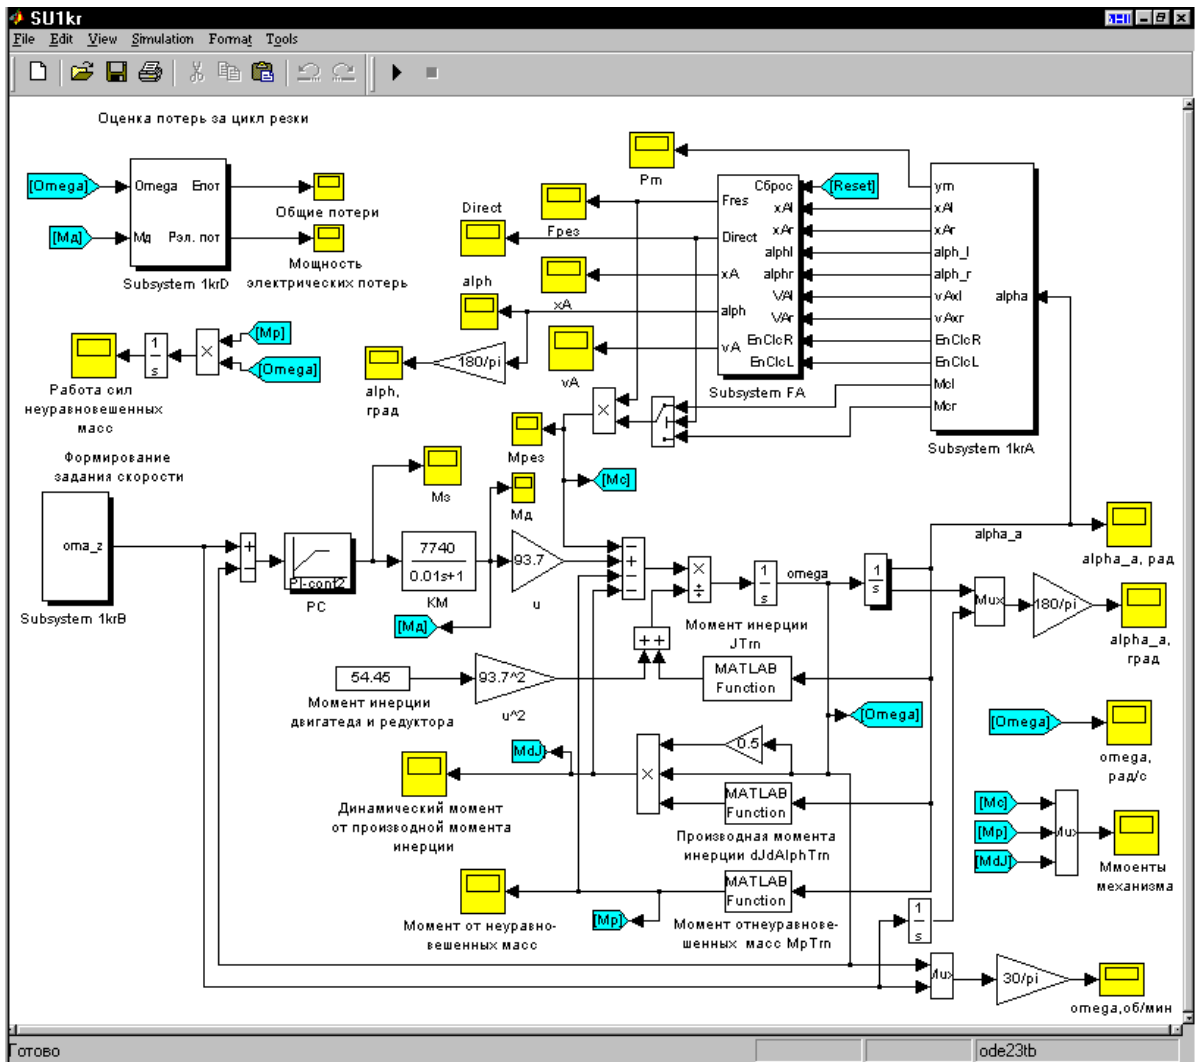 SU1kr
File Edit View Simulation Format Tools
Оценка потерь за цикл резки
[Omega]
Omega Епот
Общие потери
[Мд]
Мд Рэл. пот
Мощность
электрических потерь
Subsystem 1krD
Pm
Fрез
Direct
xA
alph
vA
180/pi
alph,
град
Сброс
[Reset]
Fres
xAl
xAr
Direct
alphl
xA
alphr
VAl
alph
VAr
EnClcR
vA
EnClcL
Subsystem FA
ym
xAl
xAr
alph_l
alph_r
vAxl
alpha
vAxr
EnClcR
EnClcL
Mcl
Mcr
Subsystem 1krA
[Mp]
[Omega]
×
1
s
Работа сил
неуравновешенных
масс
Формирование
задания скорости
oma_z
Subsystem 1krB
×
Мрез
[Mc]
Мз
Мд
PI-cont2
РС
7740
0.01s+1
КМ
93.7
u
[Мд]
×
÷
1
s
omega
1
s
alpha_a
alpha_a, рад
Mux
180/pi
alpha_a,
град
Момент инерции
JTrn
54.45
Момент инерции
двигатедя и редуктора
93.7^2
u^2
MATLAB
Function
[Omega]
[Omega]
omega,
рад/с
MdJ
0.5
×
Динамический момент
от производной момента
инерции
MATLAB
Function
Производная момента
инерции dJdAlphTrn
[Mc]
[Mp]
[MdJ]
Mux
Ммоенты
механизма
MATLAB
Function
[Mp]
Момент от неуравно-
вешенных масс
Момент отнеуравнове-
шенных масс MpTrn
1
s
Mux
30/pi
omega,об/мин
Готово
ode23tb